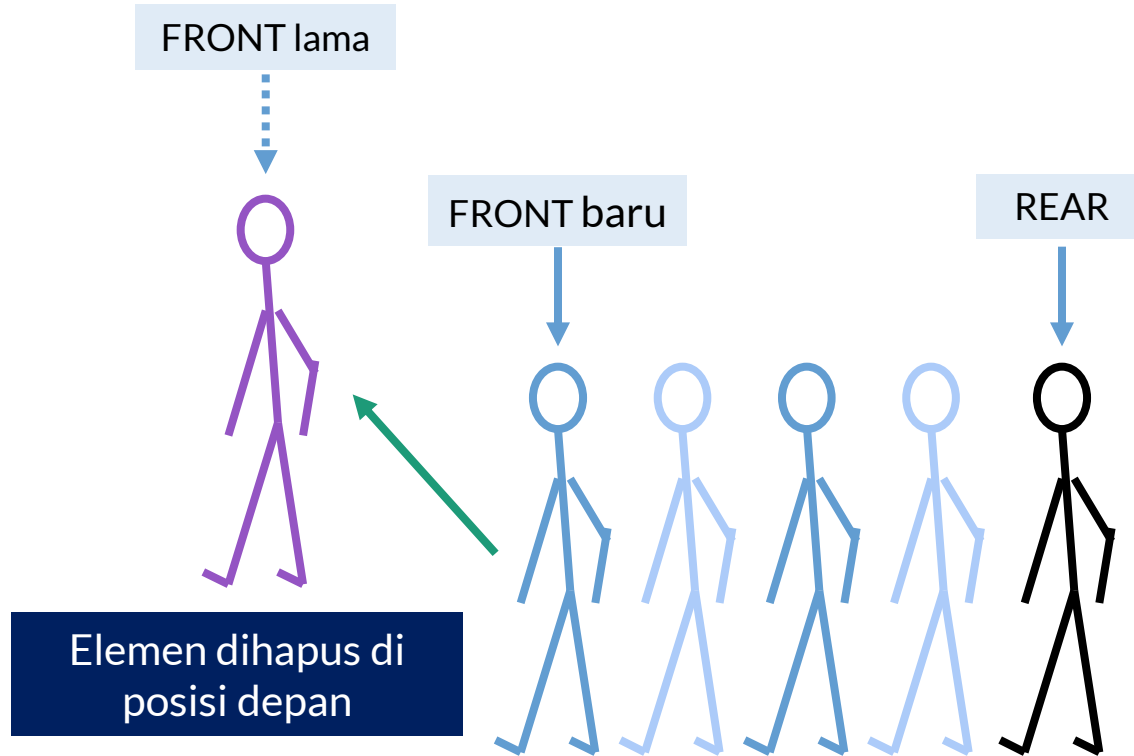 FRONT lama
FRONT baru
REAR
Elemen dihapus di
posisi depan